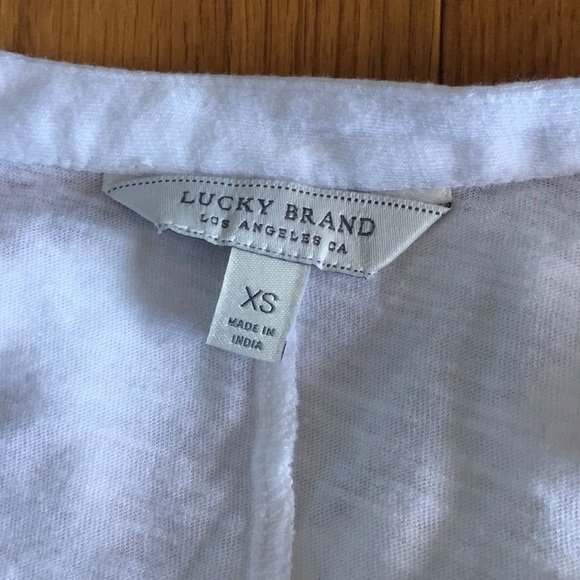 LUCKY BRAND
LOS ANGELES CA
XS
MADE IN
INDIA